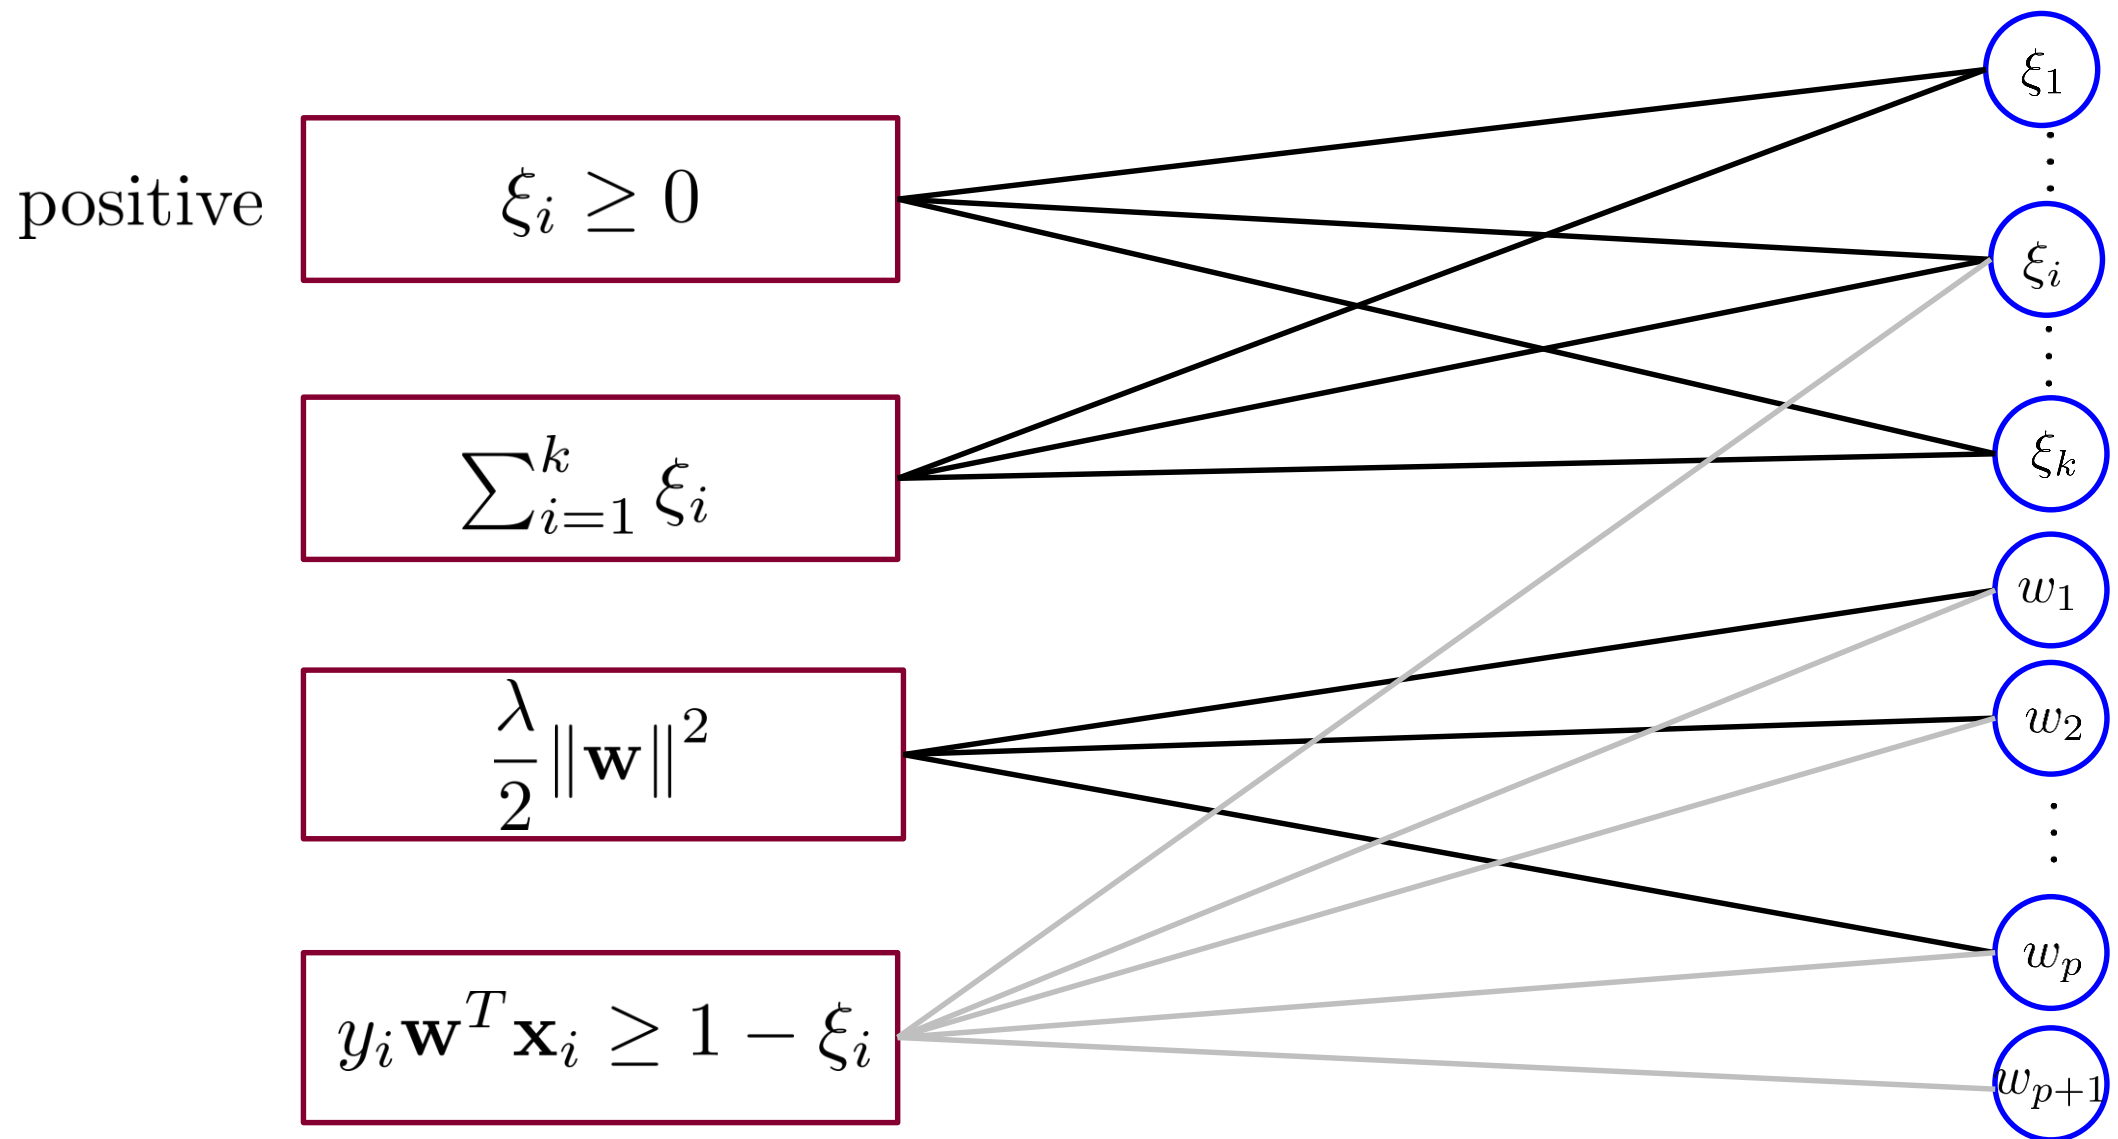 positive
ξ_i ≥ 0
∑_{i=1}^{k} ξ_i
λ/2 ‖𝐰‖²
y_i 𝐰^T 𝐱_i ≥ 1 − ξ_i
ξ_1
ξ_i
ξ_k
w_1
w_2
w_p
w_{p+1}